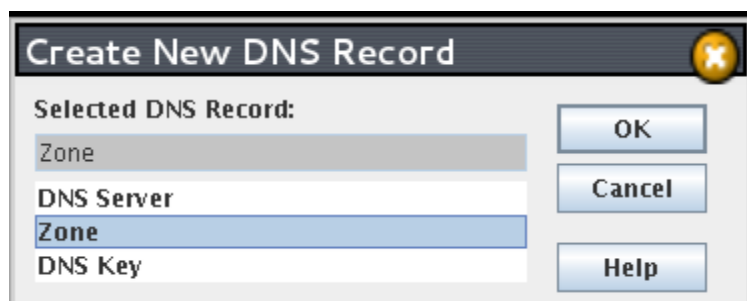 Create New DNS Record
Selected DNS Record:
Zone
DNS Server
Zone
DNS Key
OK
Cancel
Help